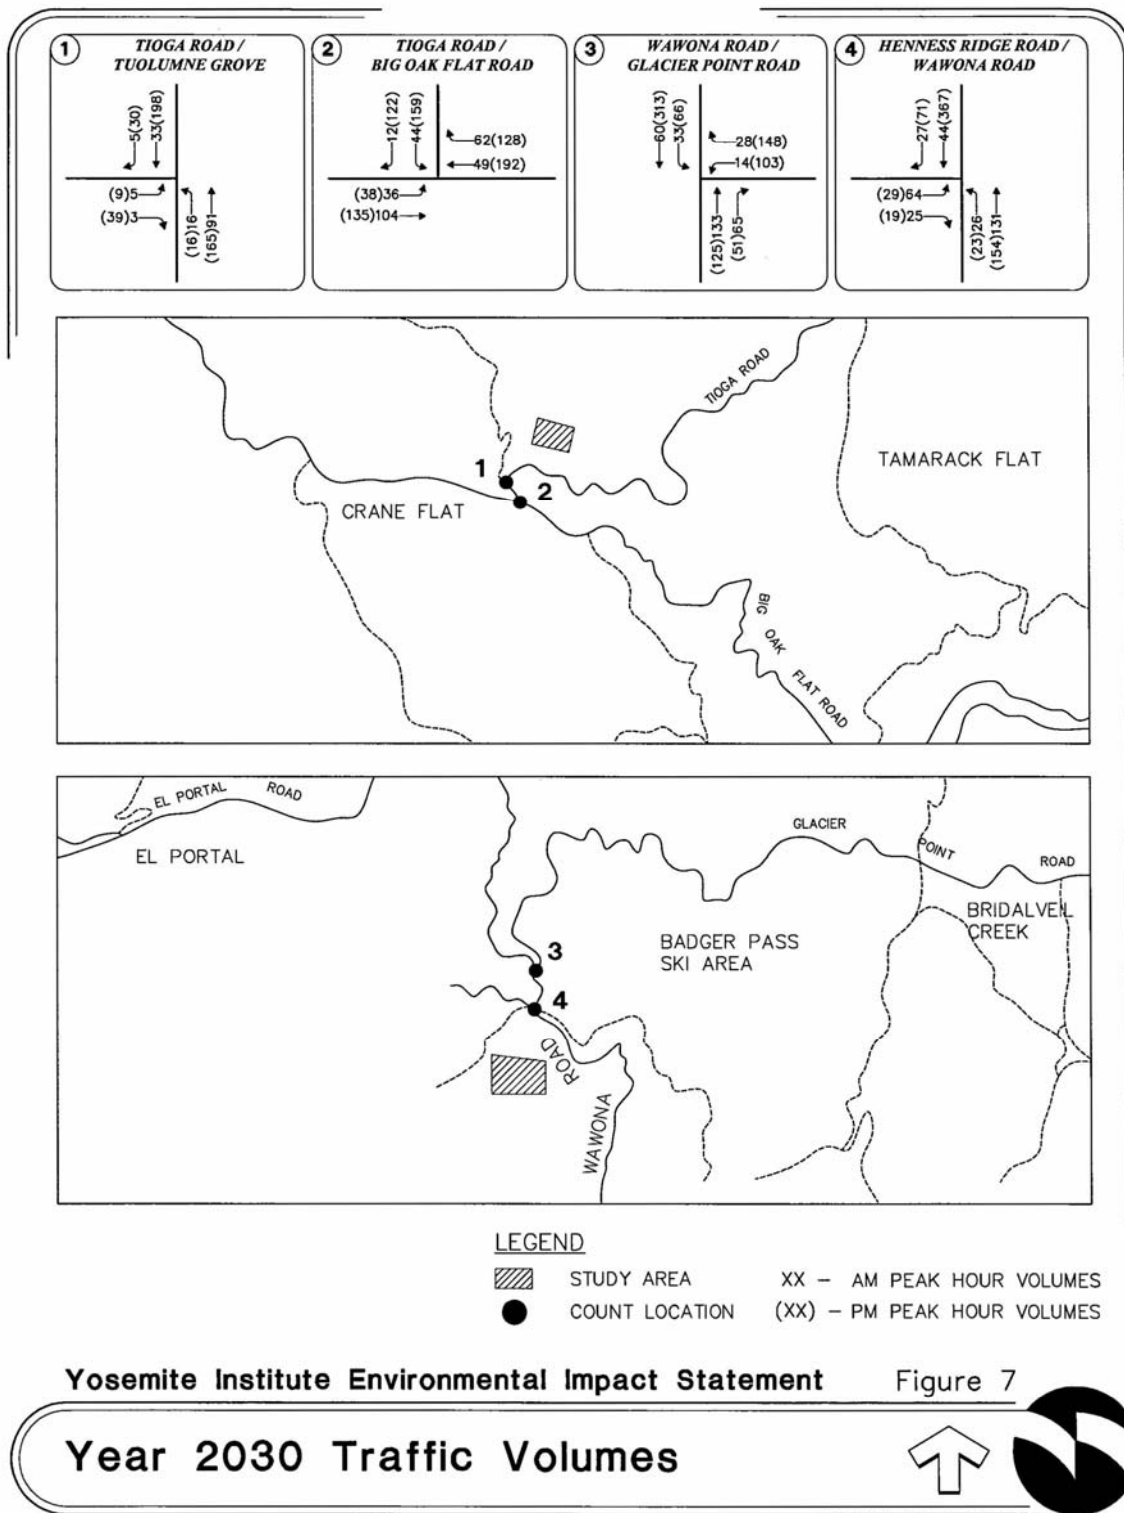 1
TIOGA ROAD /
TUOLUMNE GROVE
5(30)
33(198)
(9)5
(39)3
(16)16
(165)91
2
TIOGA ROAD /
BIG OAK FLAT ROAD
12(122)
44(159)
62(128)
49(192)
(38)36
(135)104
3
WAWONA ROAD /
GLACIER POINT ROAD
60(313)
33(66)
28(148)
14(103)
(125)133
(51)65
4
HENNESS RIDGE ROAD /
WAWONA ROAD
27(71)
44(367)
(29)64
(19)25
(23)26
(154)131
TIOGA ROAD
TAMARACK FLAT
1
2
CRANE FLAT
BIG OAK FLAT ROAD
EL PORTAL ROAD
EL PORTAL
GLACIER POINT ROAD
BRIDALVEIL
CREEK
BADGER PASS
SKI AREA
3
4
WAWONA ROAD
LEGEND
STUDY AREA XX - AM PEAK HOUR VOLUMES
COUNT LOCATION (XX) - PM PEAK HOUR VOLUMES
Yosemite Institute Environmental Impact Statement Figure 7
Year 2030 Traffic Volumes